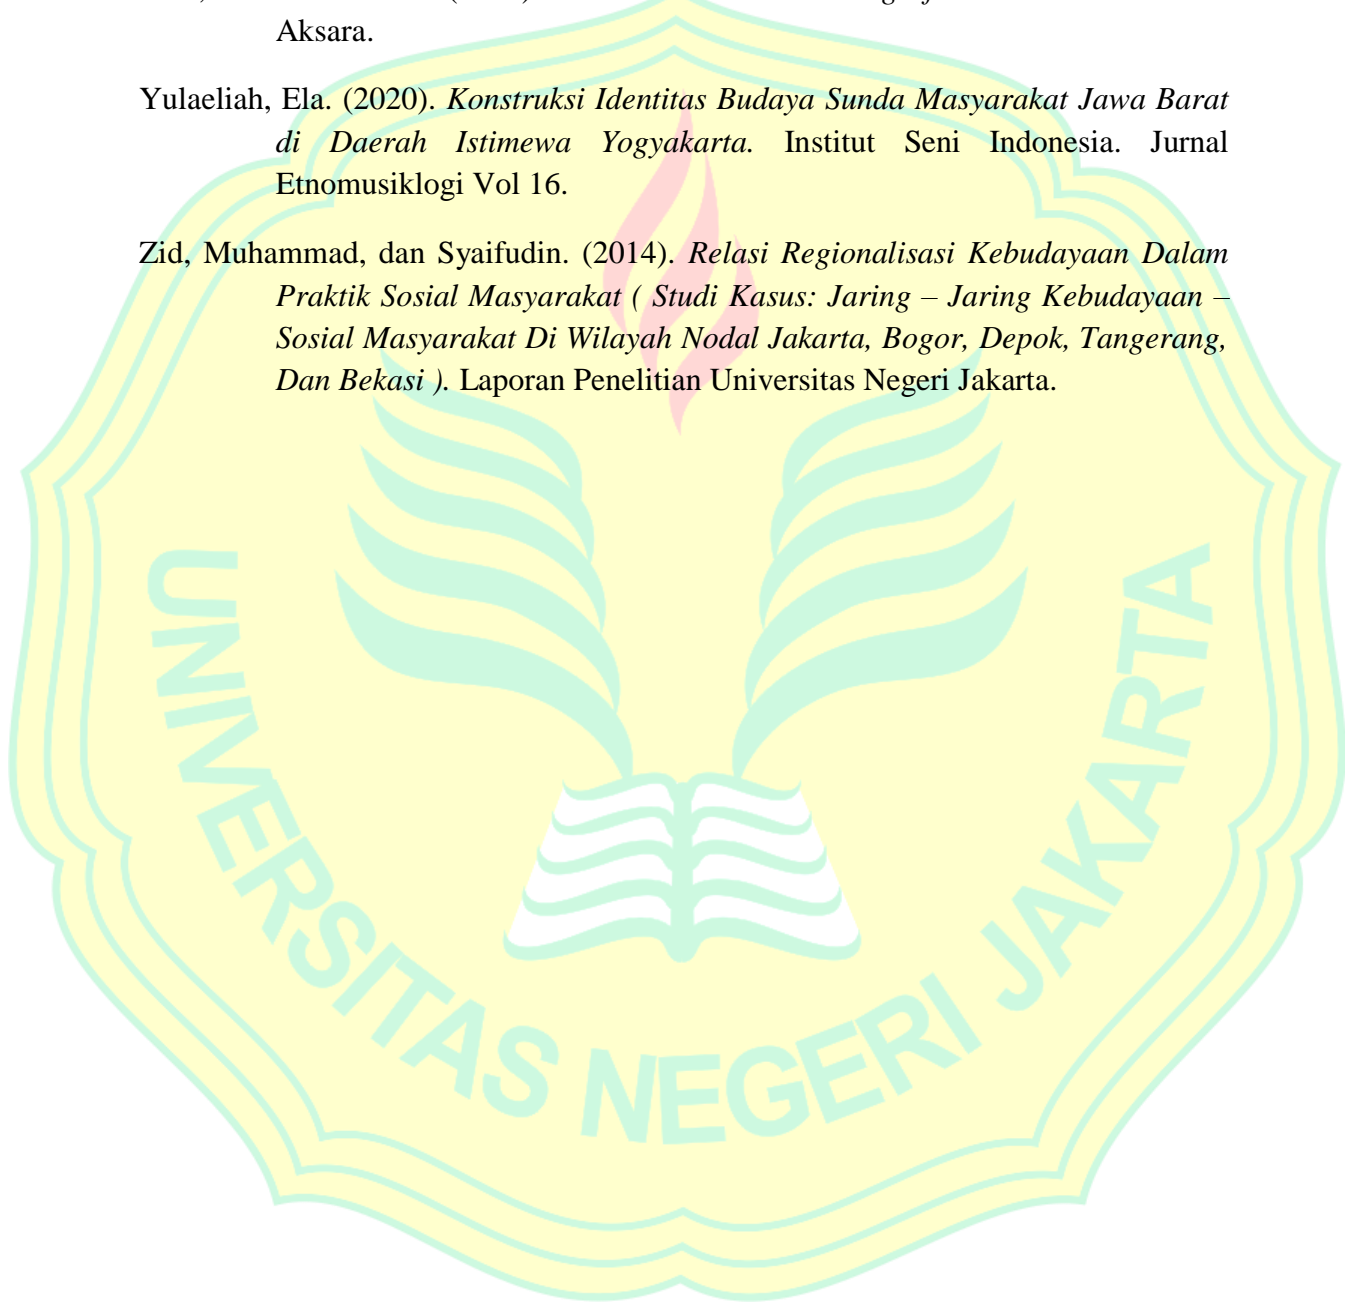 Aksara.
Yulaeliah, Ela. (2020). Konstruksi Identitas Budaya Sunda Masyarakat Jawa Barat
di Daerah Istimewa Yogyakarta. Institut Seni Indonesia. Jurnal
Etnomusiklogi Vol 16.
Zid, Muhammad, dan Syaifudin. (2014). Relasi Regionalisasi Kebudayaan Dalam
Praktik Sosial Masyarakat ( Studi Kasus: Jaring – Jaring Kebudayaan –
Sosial Masyarakat Di Wilayah Nodal Jakarta, Bogor, Depok, Tangerang,
Dan Bekasi ). Laporan Penelitian Universitas Negeri Jakarta.
UNIVERSITAS NEGERI JAKARTA